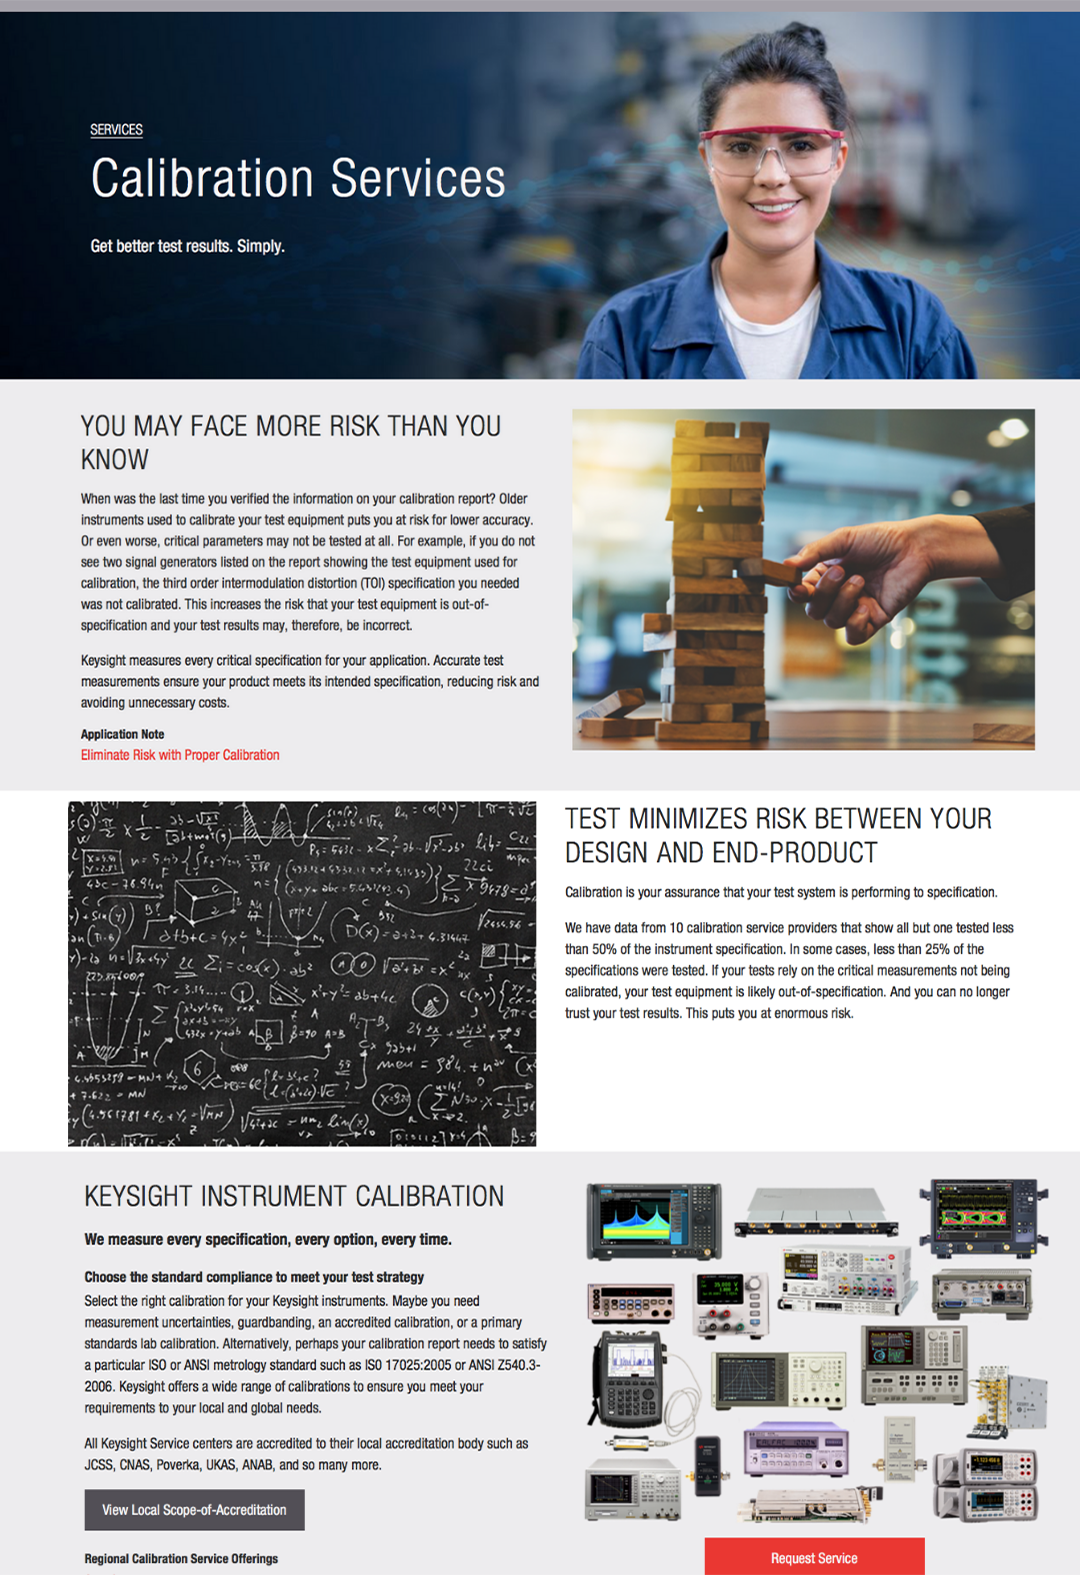 SERVICES
Calibration Services
Get better test results. Simply.
YOU MAY FACE MORE RISK THAN YOU
KNOW
When was the last time you verified the information on your calibration report? Older
instruments used to calibrate your test equipment puts you at risk for lower accuracy.
Or even worse, critical parameters may not be tested at all. For example, if you do not
see two signal generators listed on the report showing the test equipment used for
calibration, the third order intermodulation distortion (TOI) specification you needed
was not calibrated. This increases the risk that your test equipment is out-of-
specification and your test results may, therefore, be incorrect.
Keysight measures every critical specification for your application. Accurate test
measurements ensure your product meets its intended specification, reducing risk and
avoiding unnecessary costs.
Application Note
Eliminate Risk with Proper Calibration
TEST MINIMIZES RISK BETWEEN YOUR
DESIGN AND END-PRODUCT
Calibration is your assurance that your test system is performing to specification.
We have data from 10 calibration service providers that show all but one tested less
than 50% of the instrument specification. In some cases, less than 25% of the
specifications were tested. If your tests rely on the critical measurements not being
calibrated, your test equipment is likely out-of-specification. And you can no longer
trust your test results. This puts you at enormous risk.
KEYSIGHT INSTRUMENT CALIBRATION
We measure every specification, every option, every time.
Choose the standard compliance to meet your test strategy
Select the right calibration for your Keysight instruments. Maybe you need
measurement uncertainties, guardbanding, an accredited calibration, or a primary
standards lab calibration. Alternatively, perhaps your calibration report needs to satisfy
a particular ISO or ANSI metrology standard such as ISO 17025:2005 or ANSI Z540.3-
2006. Keysight offers a wide range of calibrations to ensure you meet your
requirements to your local and global needs.
All Keysight Service centers are accredited to their local accreditation body such as
JCSS, CNAS, Poverka, UKAS, ANAB, and so many more.
View Local Scope-of-Accreditation
Regional Calibration Service Offerings
Request Service